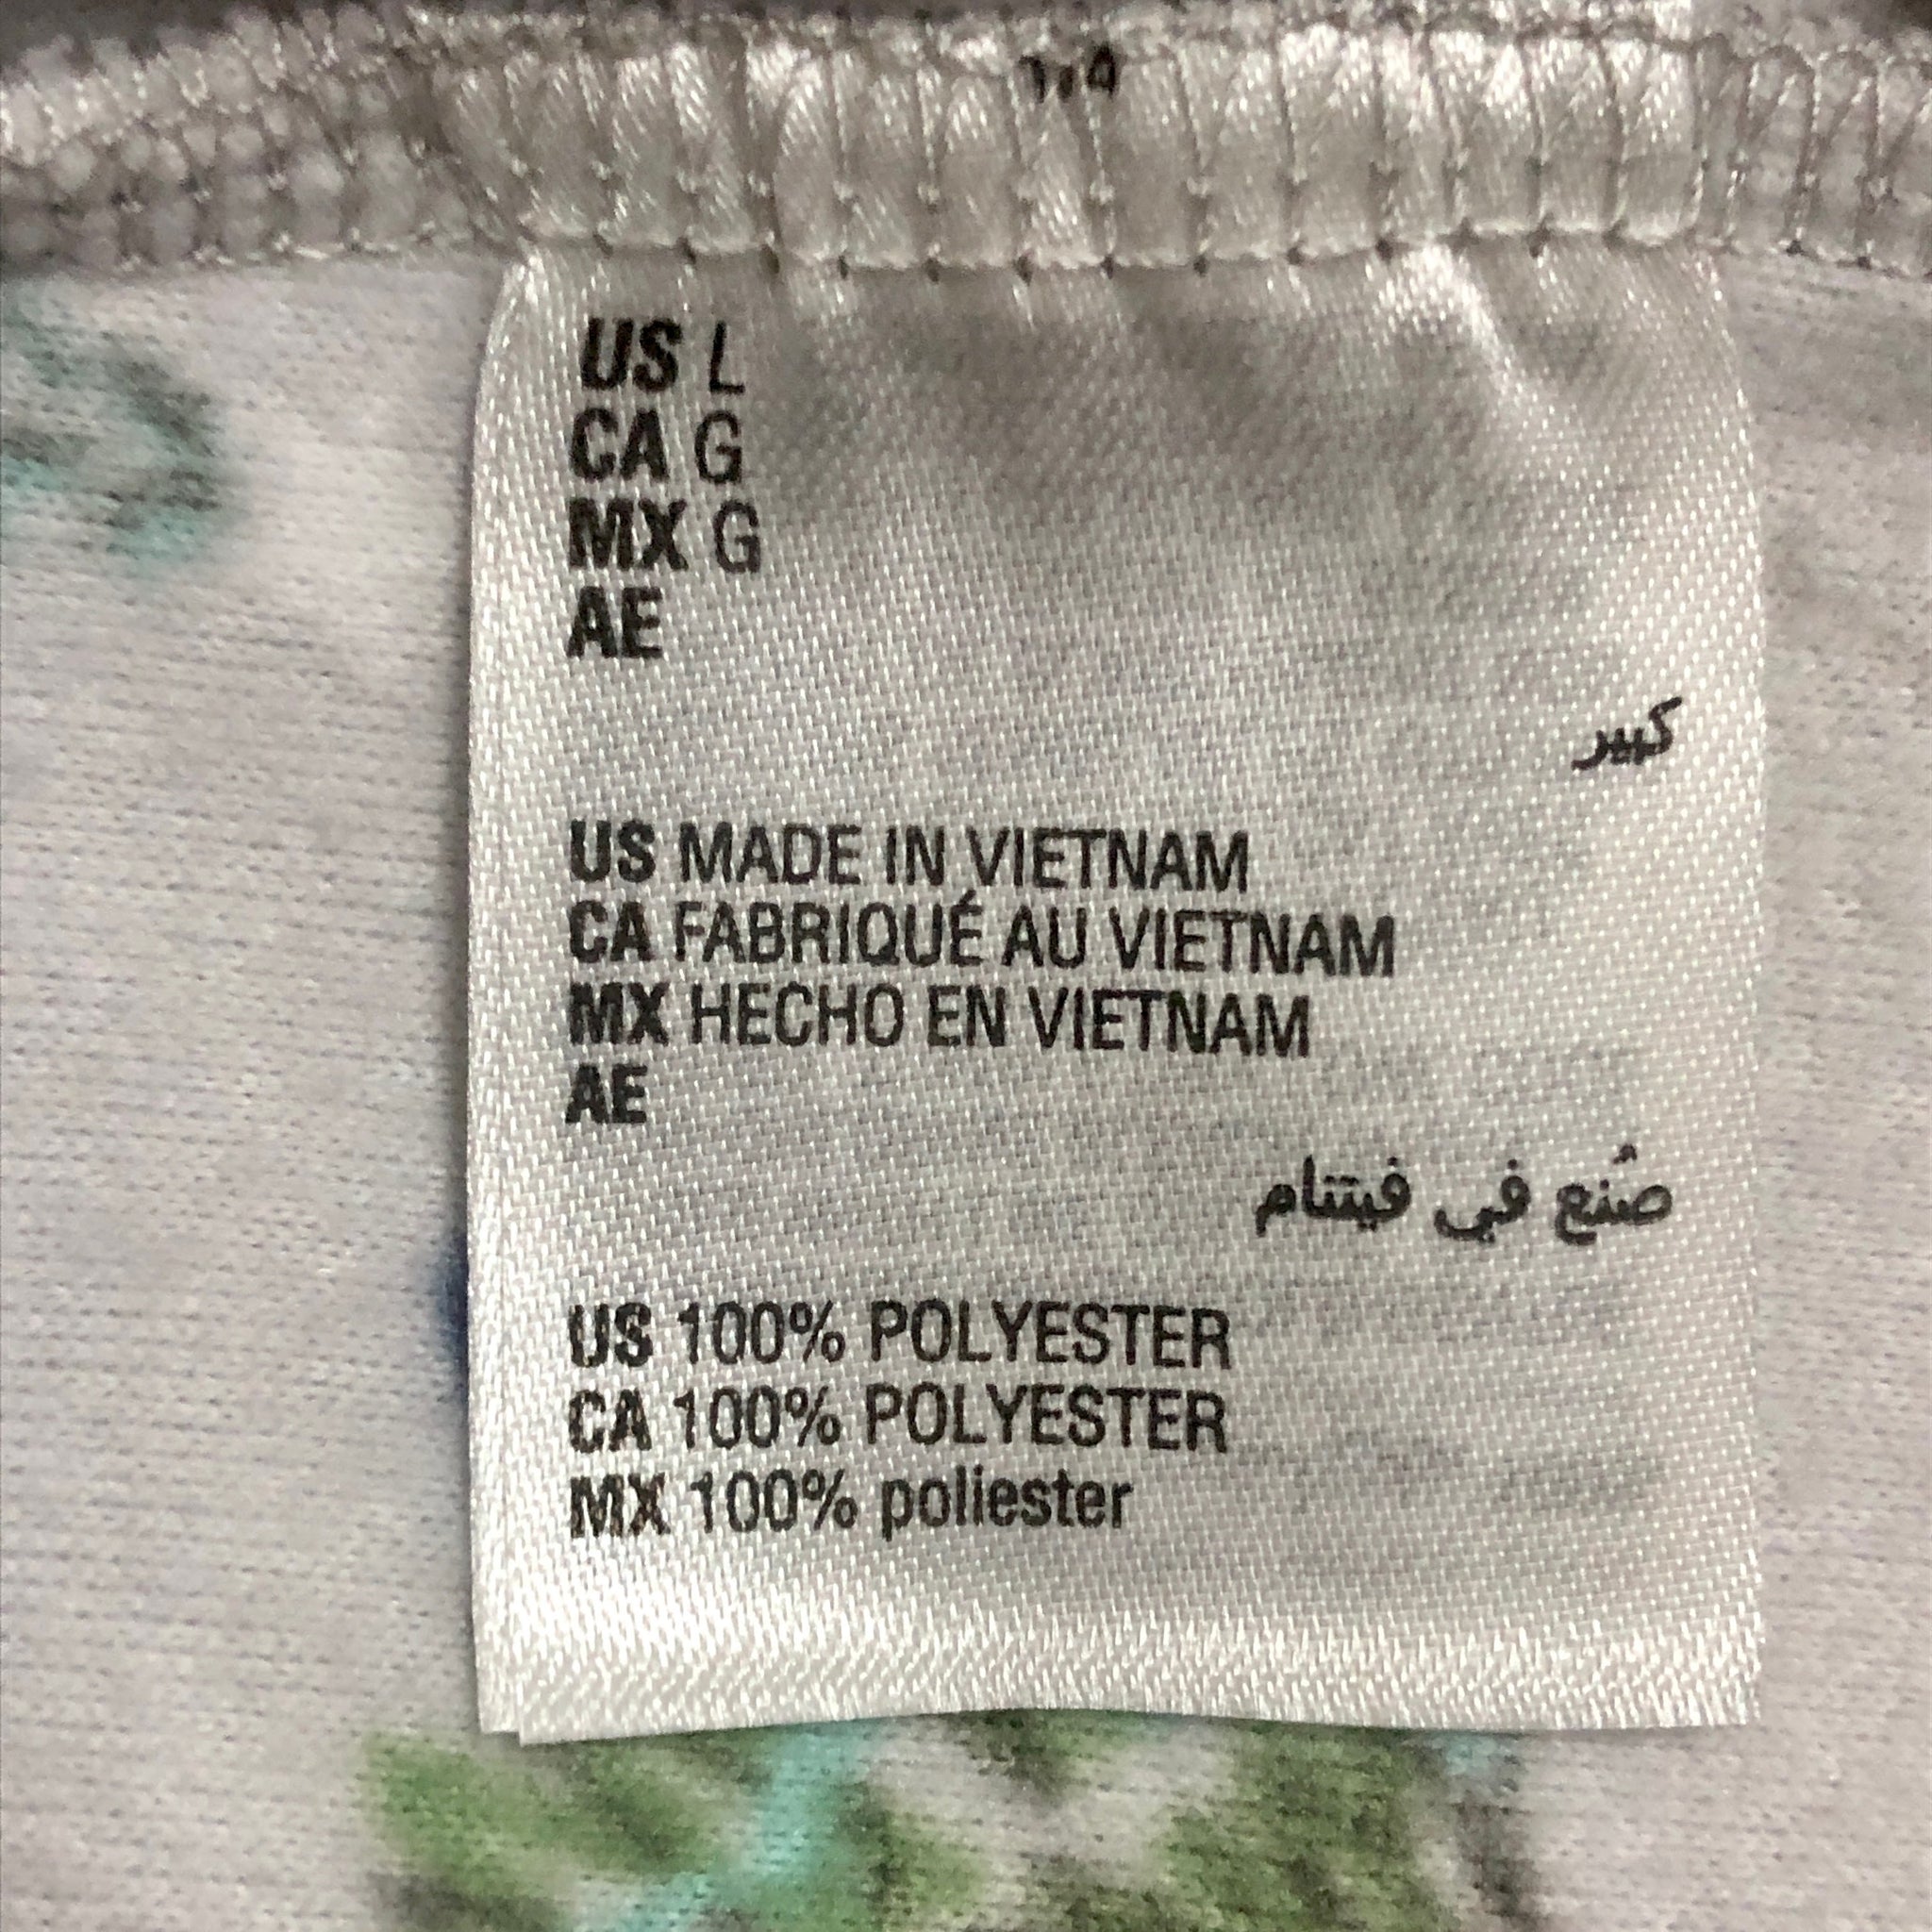 US L
CA G
MX G
AE
كبير
US MADE IN VIETNAM
CA FABRIQUÉ AU VIETNAM
MX HECHO EN VIETNAM
AE
صُنع في فيتنام
US 100% POLYESTER
CA 100% POLYESTER
MX 100% poliester